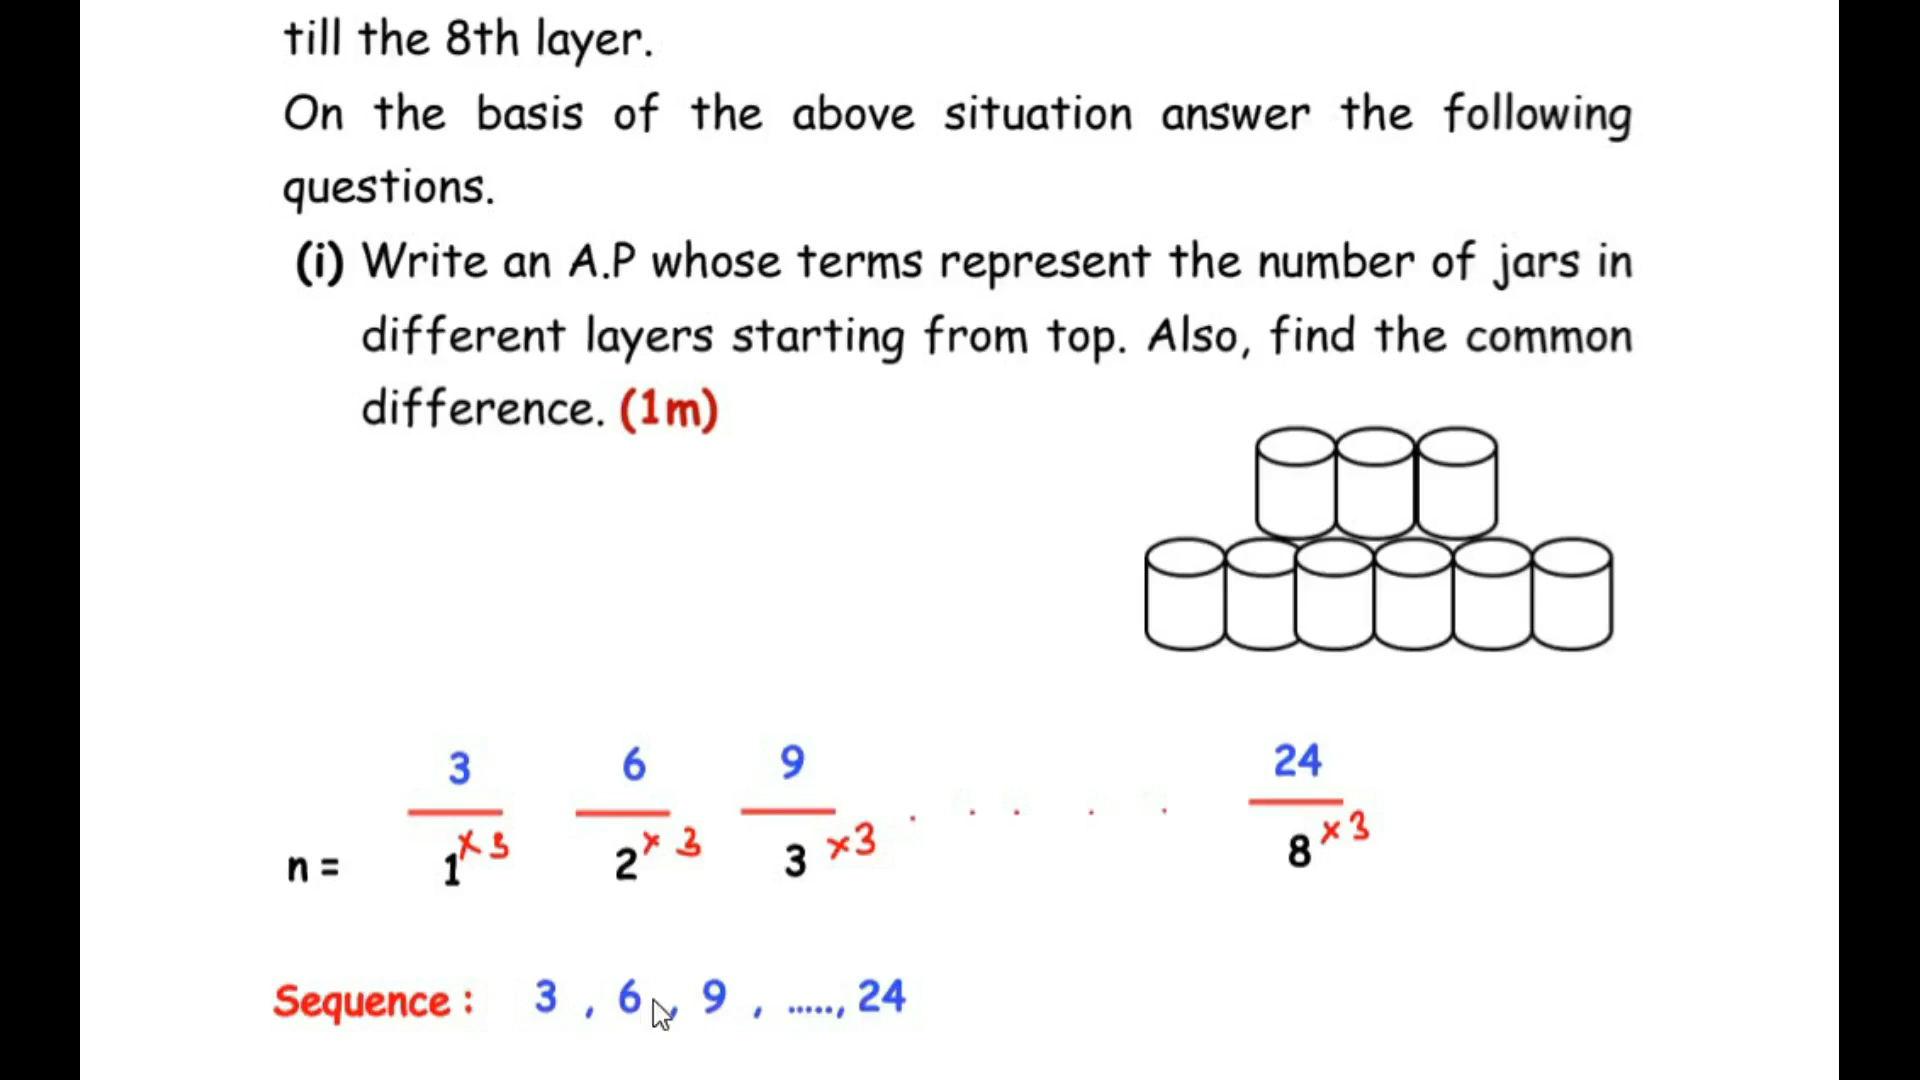 till the 8th layer.
On the basis of the above situation answer the following
questions.
(i) Write an A.P whose terms represent the number of jars in
different layers starting from top. Also, find the common
difference. (1m)
3 6 9 . . . . . 24
n = 1 × 3 2 × 3 3 × 3 8 × 3
Sequence : 3 , 6 , 9 , ....., 24